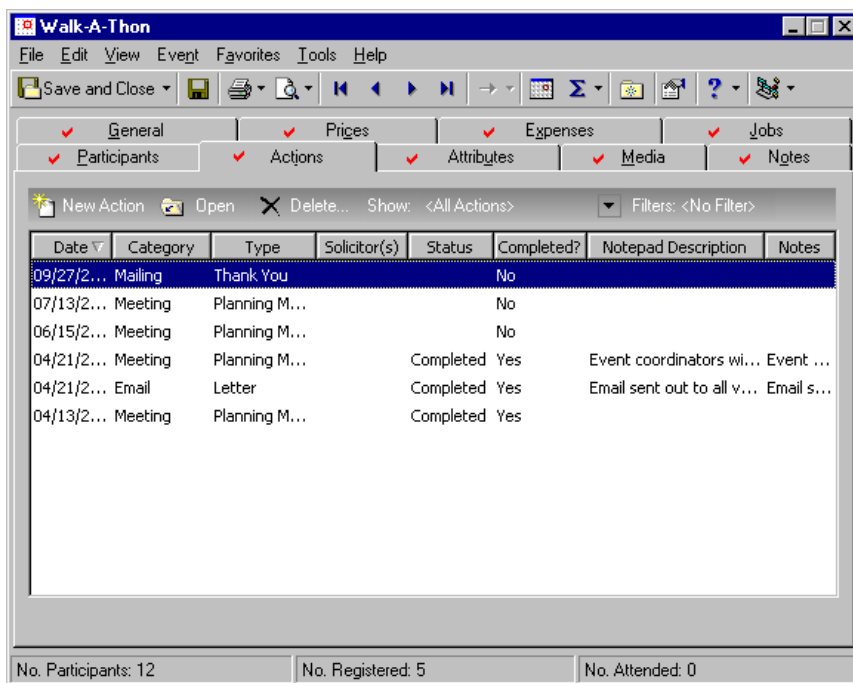 Walk-A-Thon
File Edit View Event Favorites Tools Help
Save and Close
General Prices Expenses Jobs
Participants Actions Attributes Media Notes
New Action Open Delete... Show: <All Actions> Filters: <No Filter>
Date Category Type Solicitor(s) Status Completed? Notepad Description Notes
09/27/2... Mailing Thank You No
07/13/2... Meeting Planning M... No
06/15/2... Meeting Planning M... No
04/21/2... Meeting Planning M... Completed Yes Event coordinators wi... Event ...
04/21/2... Email Letter Completed Yes Email sent out to all v... Email s...
04/13/2... Meeting Planning M... Completed Yes
No. Participants: 12 No. Registered: 5 No. Attended: 0